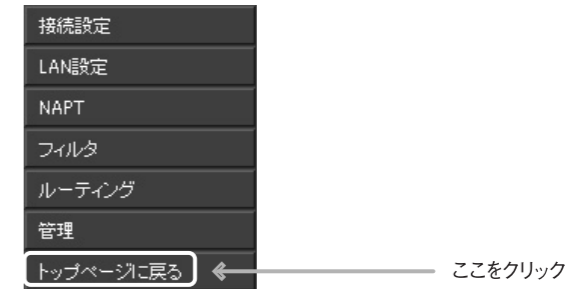 接続設定
LAN設定
NAPT
フィルタ
ルーティング
管理
トップページに戻る
ここをクリック